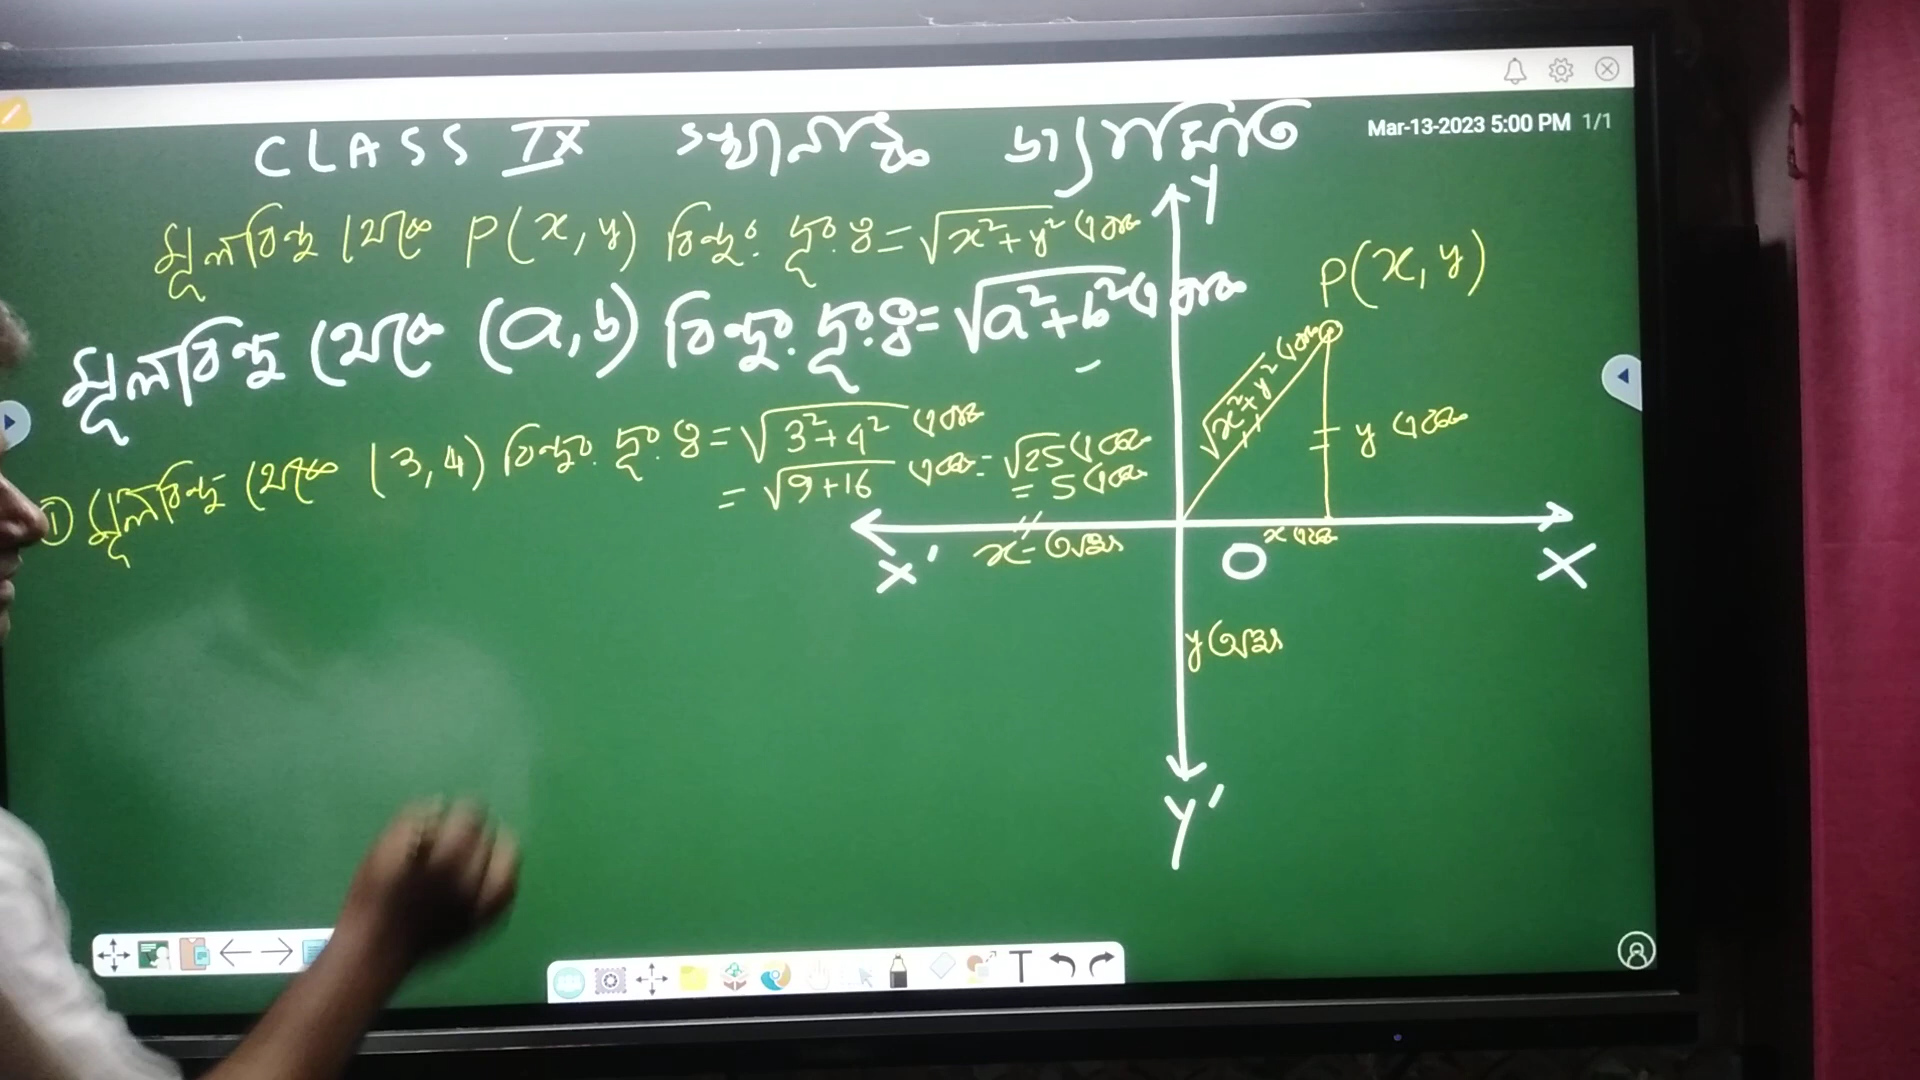 Mar-13-2023 5:00 PM 1/1
CLASS IX স্থানাঙ্ক জ্যামিতি
মূলবিন্দু থেকে P(x, y) বিন্দুর দূরত্ব = √x²+y² একক
মূলবিন্দু থেকে (a, b) বিন্দুর দূরত্ব = √a²+b² একক
① মূলবিন্দু থেকে (3, 4) বিন্দুর দূরত্ব = √3²+4² একক
= √9+16 একক = √25 একক
= 5 একক
Y
P(x, y)
√x²+y² একক
y একক
x একক
X'
x-অক্ষ
O
X
y অক্ষ
Y'
T